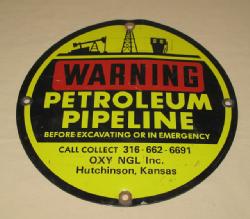 WARNING
PETROLEUM
PIPELINE
BEFORE EXCAVATING OR IN EMERGENCY
CALL COLLECT 316-662-6691
OXY NGL Inc.
Hutchinson, Kansas